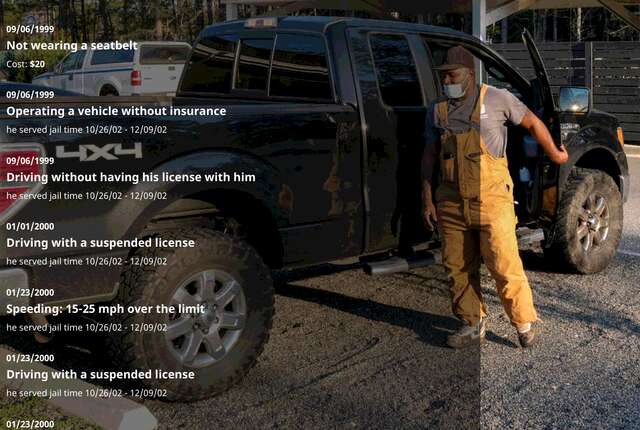 09/06/1999
Not wearing a seatbelt
Cost: $20
09/06/1999
Operating a vehicle without insurance
he served jail time 10/26/02 - 12/09/02
09/06/1999
4X4
Driving without having his license with him
he served jail time 10/26/02 - 12/09/02
01/01/2000
Driving with a suspended license
he served jail time 10/26/02 - 12/09/02
01/23/2000
Speeding: 15-25 mph over the limit
he served jail time 10/26/02 - 12/09/02
01/23/2000
Driving with a suspended license
he served jail time 10/26/02 - 12/09/02
01/23/2000